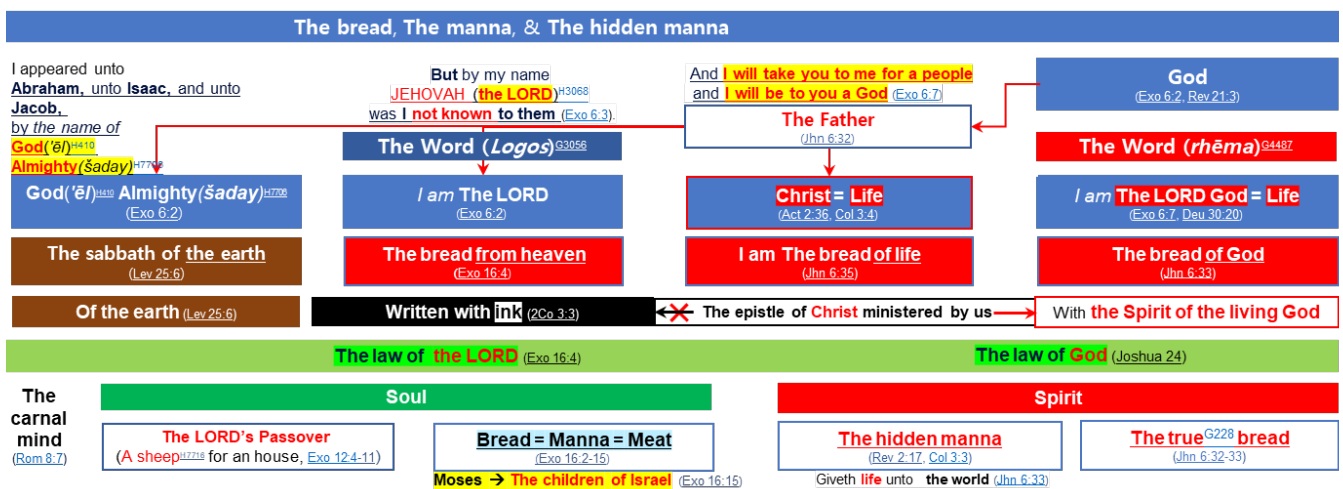 The bread, The manna, & The hidden manna
I appeared unto
Abraham, unto Isaac, and unto
Jacob,
by the name of
God('ēl)H410
Almighty(šaday)H7706
But by my name
JEHOVAH (the LORD)H3068
was I not known to them (Exo 6:3).
And I will take you to me for a people
and I will be to you a God (Exo 6:7)
God
(Exo 6:2, Rev 21:3)
The Father
(Jhn 6:32)
The Word (Logos)G3056
The Word (rhēma)G4487
God('ēl)H410 Almighty(šaday)H7706
(Exo 6:2)
I am The LORD
(Exo 6:2)
Christ = Life
(Act 2:36, Col 3:4)
I am The LORD God = Life
(Exo 6:7, Deu 30:20)
The sabbath of the earth
(Lev 25:6)
The bread from heaven
(Exo 16:4)
I am The bread of life
(Jhn 6:35)
The bread of God
(Jhn 6:33)
Of the earth (Lev 25:6)
Written with ink (2Co 3:3)
The epistle of Christ ministered by us
With the Spirit of the living God
The law of the LORD (Exo 16:4)
The law of God (Joshua 24)
The
carnal
mind
(Rom 8:7)
Soul
Spirit
The LORD's Passover
(A sheepH7716 for an house, Exo 12:4-11)
Bread = Manna = Meat
(Exo 16:2-15)
The hidden manna
(Rev 2:17, Col 3:3)
The trueG228 bread
(Jhn 6:32-33)
Moses → The children of Israel (Exo 16:15)
Giveth life unto the world (Jhn 6:33)